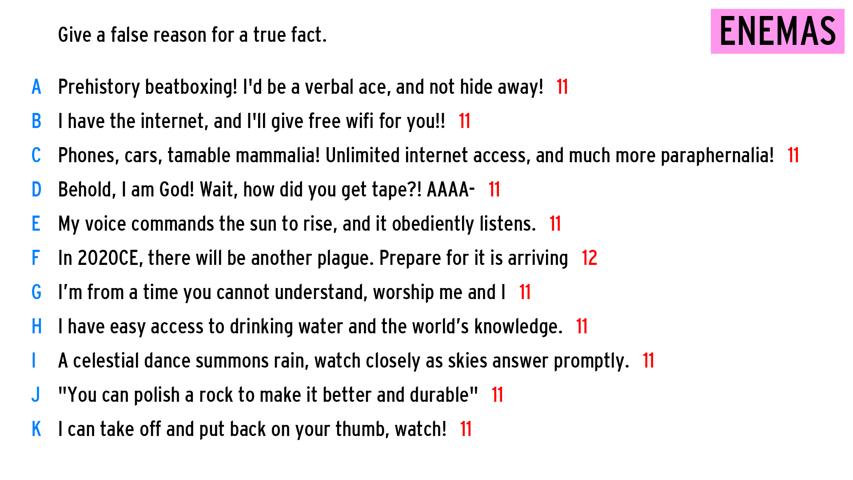 Give a false reason for a true fact.
ENEMAS
A Prehistory beatboxing! I'd be a verbal ace, and not hide away! 11
B I have the internet, and I'll give free wifi for you!! 11
C Phones, cars, tamable mammalia! Unlimited internet access, and much more paraphernalia! 11
D Behold, I am God! Wait, how did you get tape?! AAAA- 11
E My voice commands the sun to rise, and it obediently listens. 11
F In 2020CE, there will be another plague. Prepare for it is arriving 12
G I’m from a time you cannot understand, worship me and I 11
H I have easy access to drinking water and the world’s knowledge. 11
I A celestial dance summons rain, watch closely as skies answer promptly. 11
J "You can polish a rock to make it better and durable" 11
K I can take off and put back on your thumb, watch! 11